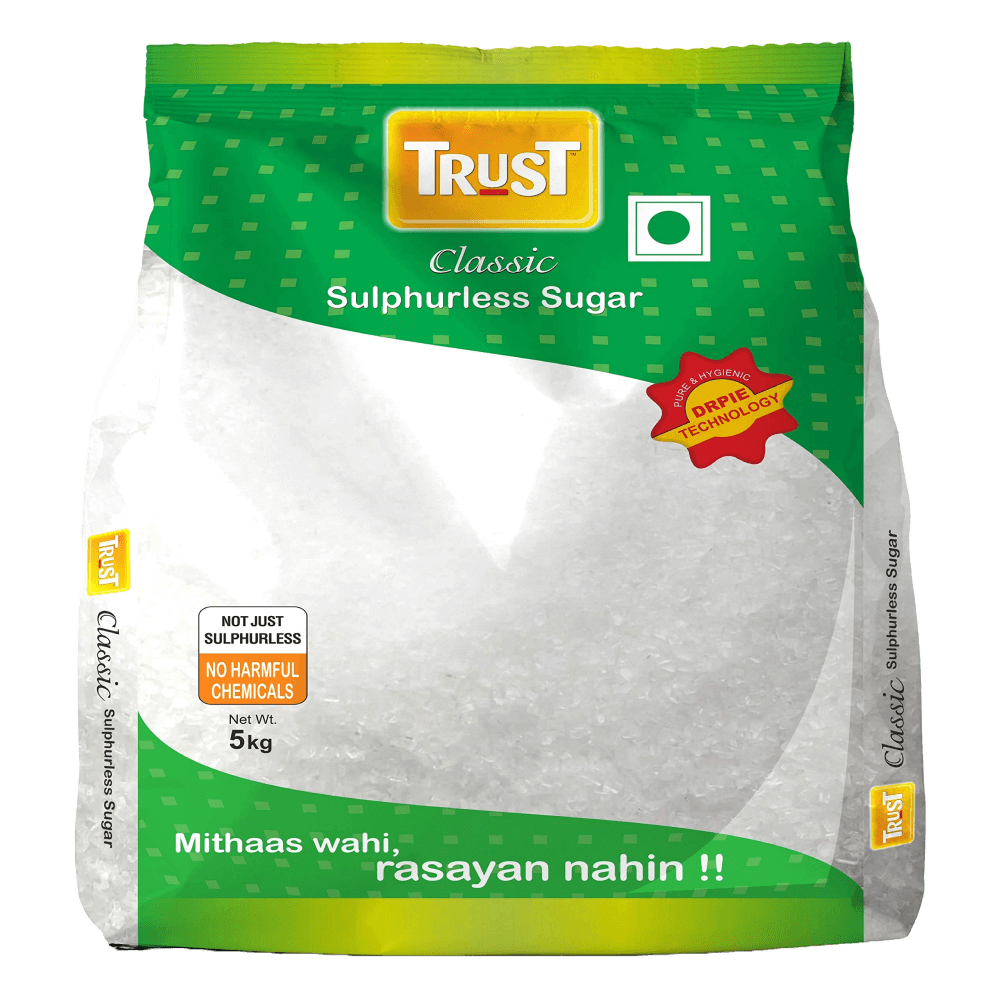 TRUST™
Classic
Sulphurless Sugar
PURE & HYGIENIC
DRPIE
TECHNOLOGY
TRUST
Classic Sulphurless Sugar
NOT JUST
SULPHURLESS
NO HARMFUL
CHEMICALS
Net Wt.
5kg
Classic Sulphurless Sugar
TRUST
Mithaas wahi,
rasayan nahin !!